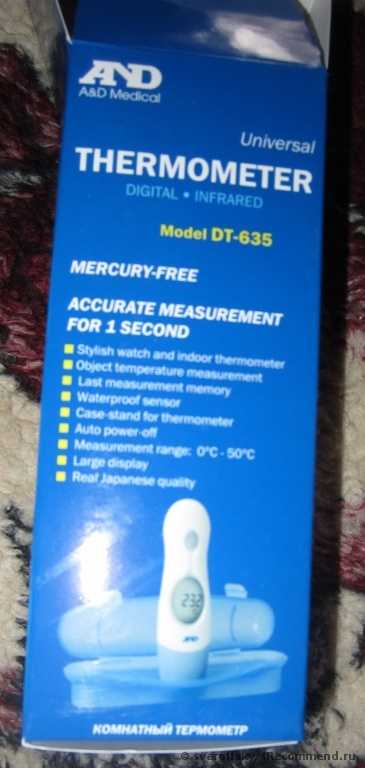 AND
A&D Medical
Universal
THERMOMETER
DIGITAL • INFRARED
Model DT-635
MERCURY-FREE
ACCURATE MEASUREMENT
FOR 1 SECOND
Stylish watch and indoor thermometer
Object temperature measurement
Last measurement memory
Waterproof sensor
Case-stand for thermometer
Auto power-off
Measurement range: 0°C - 50°C
Large display
Real Japanese quality
23.2
AND
КОМНАТНЫЙ ТЕРМОМЕТР